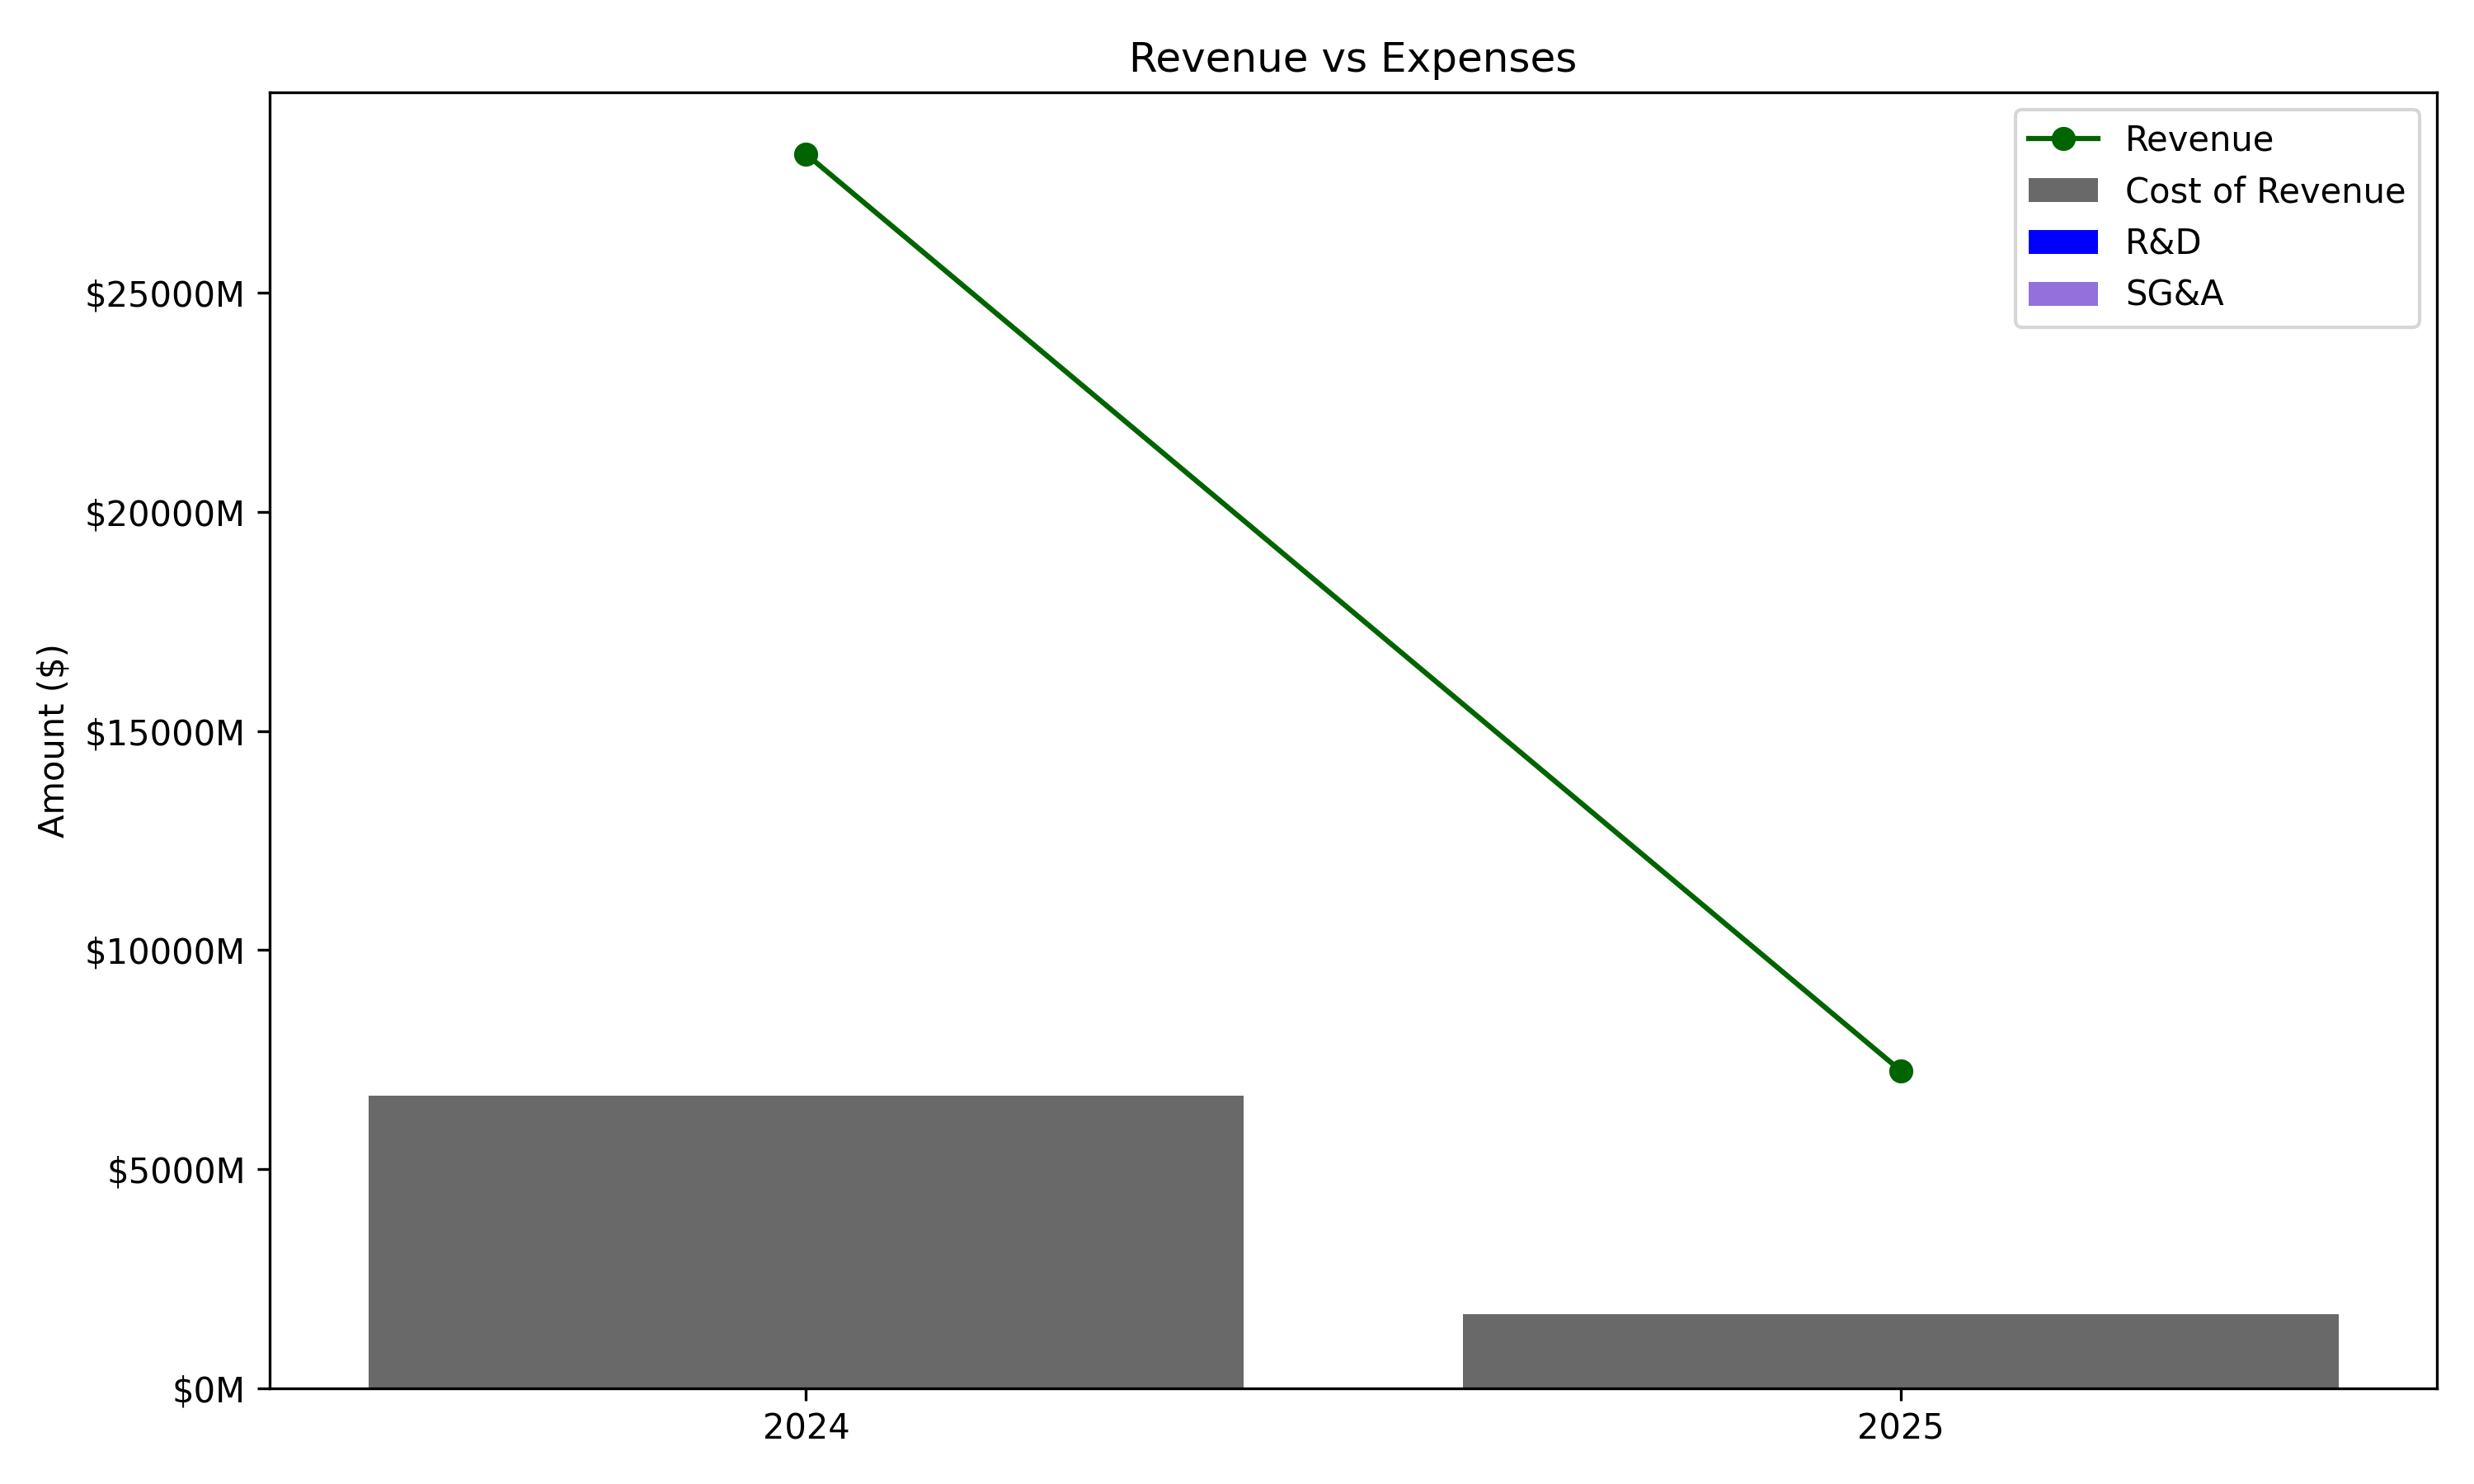 Revenue vs Expenses
Revenue
Cost of Revenue
R&D
SG&A
Amount ($)
$25000M
$20000M
$15000M
$10000M
$5000M
$0M
2024
2025